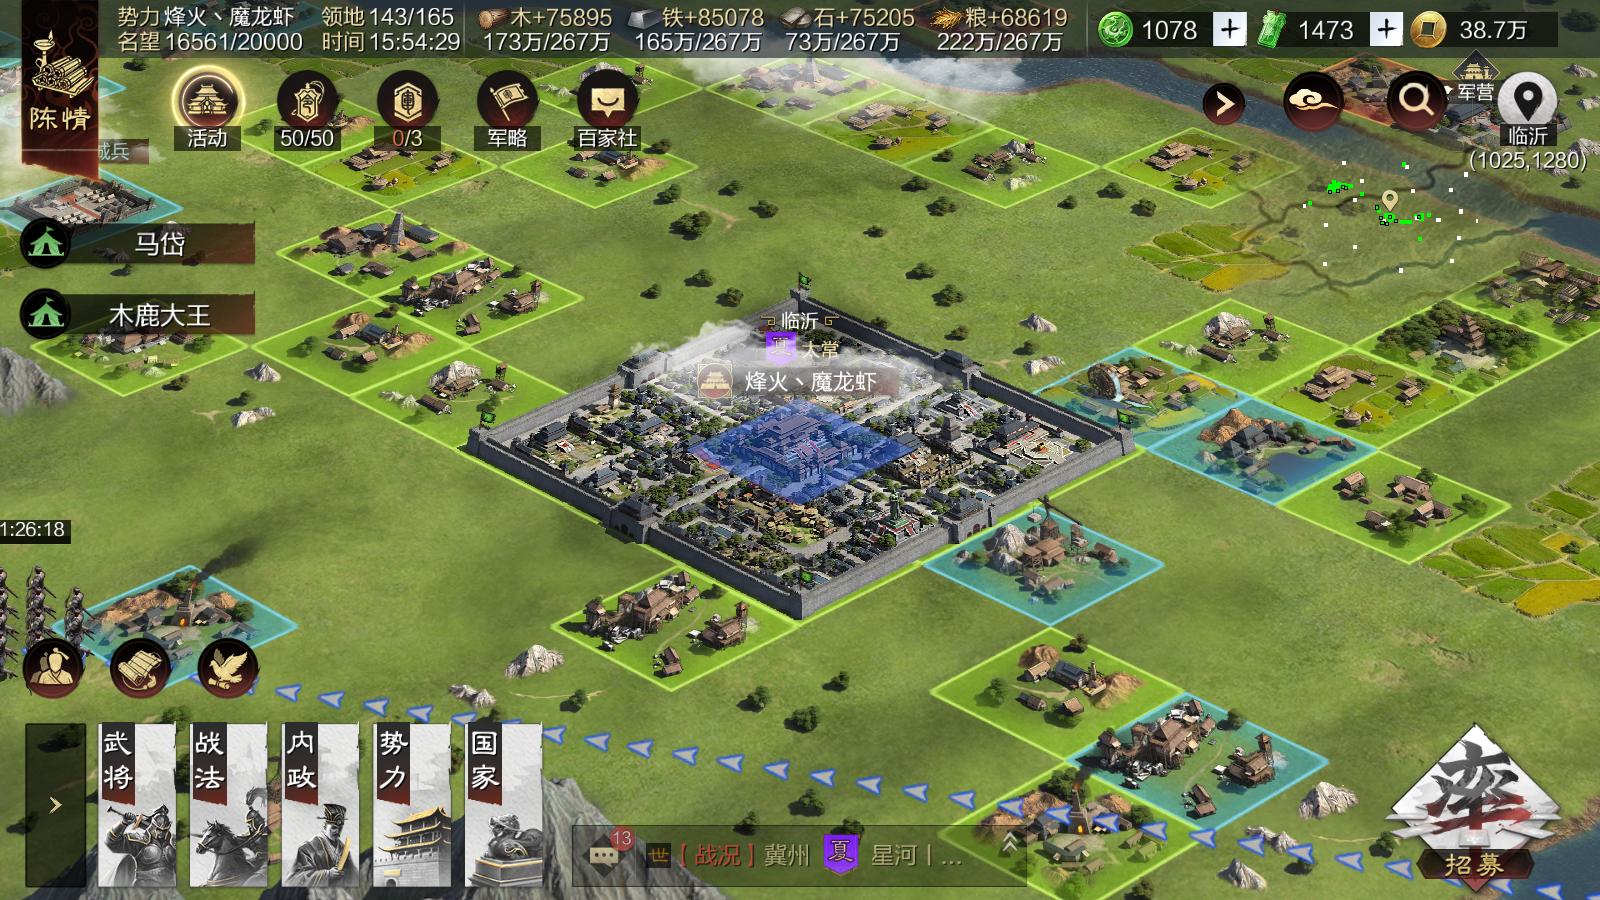 陈情
势力 烽火丶魔龙虾
名望 16561/20000
领地 143/165
时间 15:54:29
木+75895
173万/267万
铁+85078
165万/267万
石+75205
73万/267万
粮+68619
222万/267万
1078
1473
38.7万
活动
50/50
0/3
军略
百家社
军营
临沂
(1025,1280)
城兵
马岱
木鹿大王
临沂
夏 太常
烽火丶魔龙虾
1:26:18
武将
战法
内政
势力
国家
13
世【战况】冀州 夏 星河丨...
率
招募